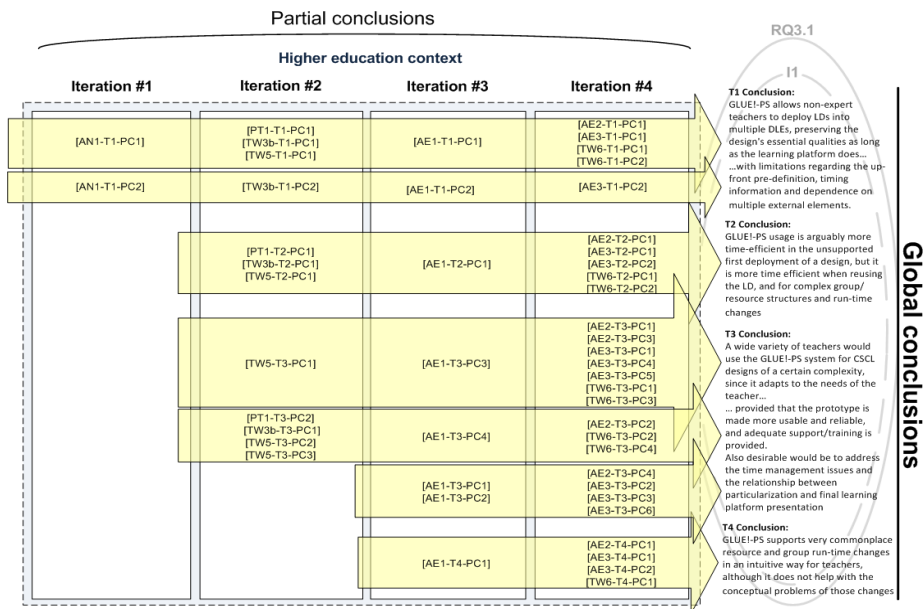 Partial conclusions
Higher education context
RQ3.1
I1
Iteration #1
Iteration #2
Iteration #3
Iteration #4
[AN1-T1-PC1]
[PT1-T1-PC1]
[TW3b-T1-PC1]
[TW5-T1-PC1]
[AE1-T1-PC1]
[AE2-T1-PC1]
[AE3-T1-PC1]
[TW6-T1-PC1]
[TW6-T1-PC2]
[AN1-T1-PC2]
[TW3b-T1-PC2]
[AE1-T1-PC2]
[AE3-T1-PC2]
T1 Conclusion:
GLUE!-PS allows non-expert
teachers to deploy LDs into
multiple DLEs, preserving the
design's essential qualities as long
as the learning platform does...
...with limitations regarding the up-
front pre-definition, timing
information and dependence on
multiple external elements.
[PT1-T2-PC1]
[TW3b-T2-PC1]
[TW5-T2-PC1]
[AE1-T2-PC1]
[AE2-T2-PC1]
[AE3-T2-PC1]
[AE3-T2-PC2]
[TW6-T2-PC1]
[TW6-T2-PC2]
T2 Conclusion:
GLUE!-PS usage is arguably more
time-efficient in the unsupported
first deployment of a design, but it
is more time efficient when reusing
the LD, and for complex group/
resource structures and run-time
changes
[TW5-T3-PC1]
[AE1-T3-PC3]
[AE2-T3-PC1]
[AE2-T3-PC3]
[AE3-T3-PC1]
[AE3-T3-PC4]
[AE3-T3-PC5]
[TW6-T3-PC1]
[TW6-T3-PC3]
[PT1-T3-PC2]
[TW3b-T3-PC1]
[TW5-T3-PC2]
[TW5-T3-PC3]
[AE1-T3-PC4]
[AE2-T3-PC2]
[TW6-T3-PC2]
[TW6-T3-PC4]
[AE1-T3-PC1]
[AE1-T3-PC2]
[AE2-T3-PC4]
[AE3-T3-PC2]
[AE3-T3-PC3]
[AE3-T3-PC6]
T3 Conclusion:
A wide variety of teachers would
use the GLUE!-PS system for CSCL
designs of a certain complexity,
since it adapts to the needs of the
teacher...
... provided that the prototype is
made more usable and reliable,
and adequate support/training is
provided.
Also desirable would be to address
the time management issues and
the relationship between
particularization and final learning
platform presentation
[AE1-T4-PC1]
[AE2-T4-PC1]
[AE3-T4-PC1]
[AE3-T4-PC2]
[TW6-T4-PC1]
T4 Conclusion:
GLUE!-PS supports very commonplace
resource and group run-time changes
in an intuitive way for teachers,
although it does not help with the
conceptual problems of those changes
Global conclusions